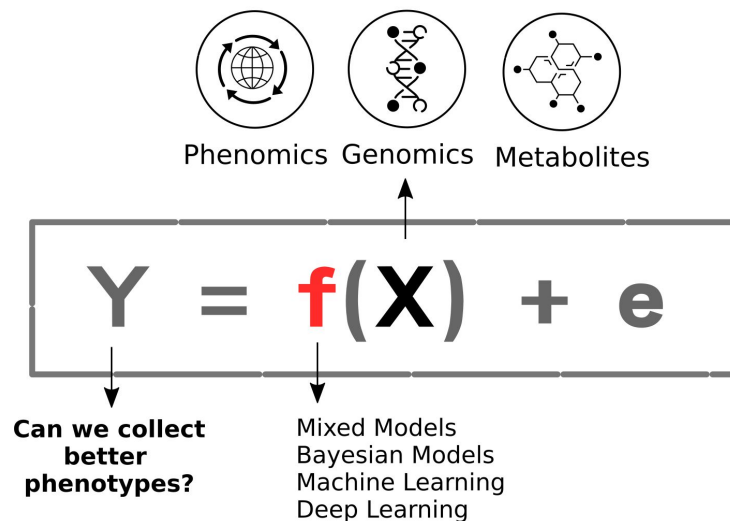 Phenomics Genomics Metabolites
Y = f(X) + e
Can we collect
better
phenotypes?
Mixed Models
Bayesian Models
Machine Learning
Deep Learning